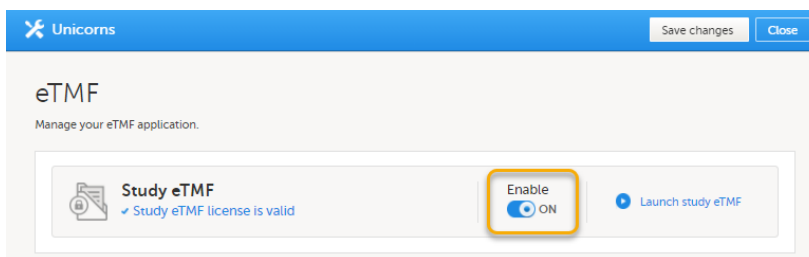 Unicorns
Save changes
Close
eTMF
Manage your eTMF application.
Study eTMF
Study eTMF license is valid
Enable
ON
Launch study eTMF